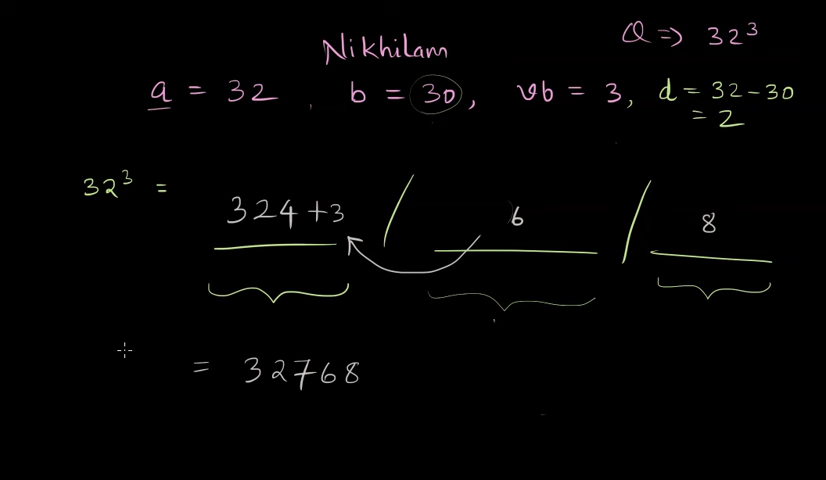 Nikhilam
Q => 32³
a = 32, b = 30, vb = 3, d = 32 - 30
= 2
32³ = 324 + 3 / 6 / 8
= 32768